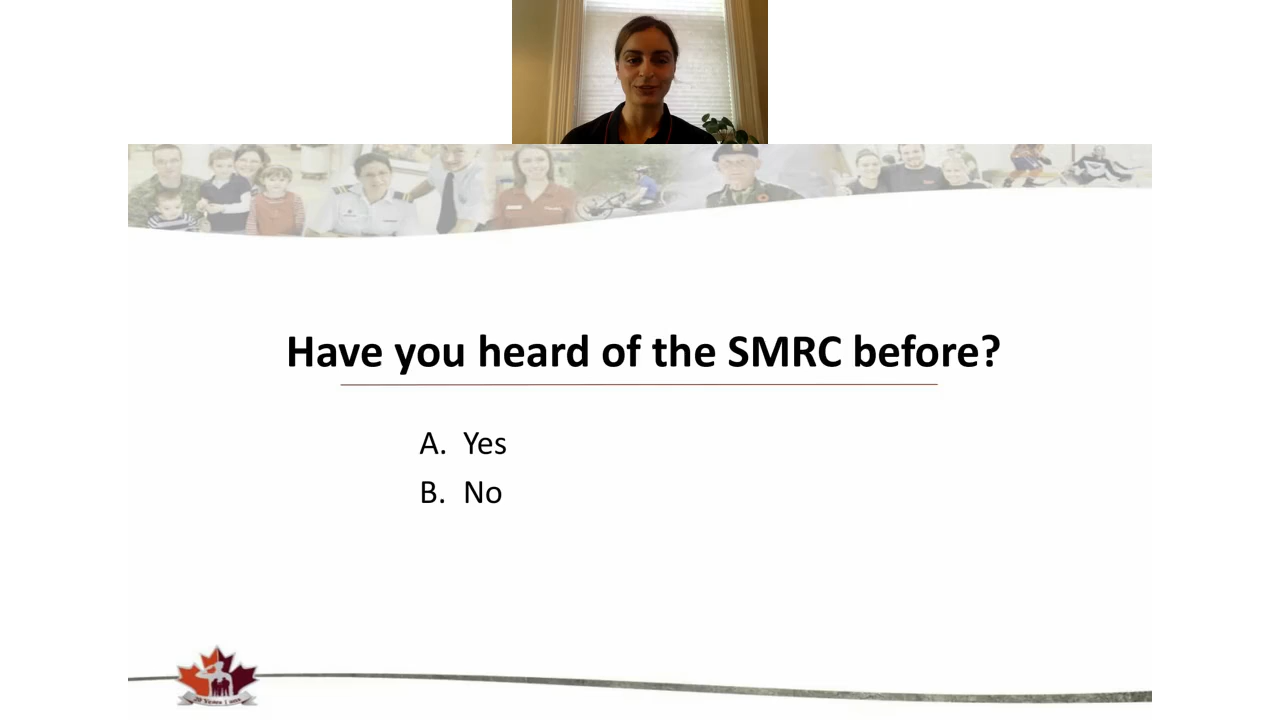 Have you heard of the SMRC before?
A. Yes
B. No